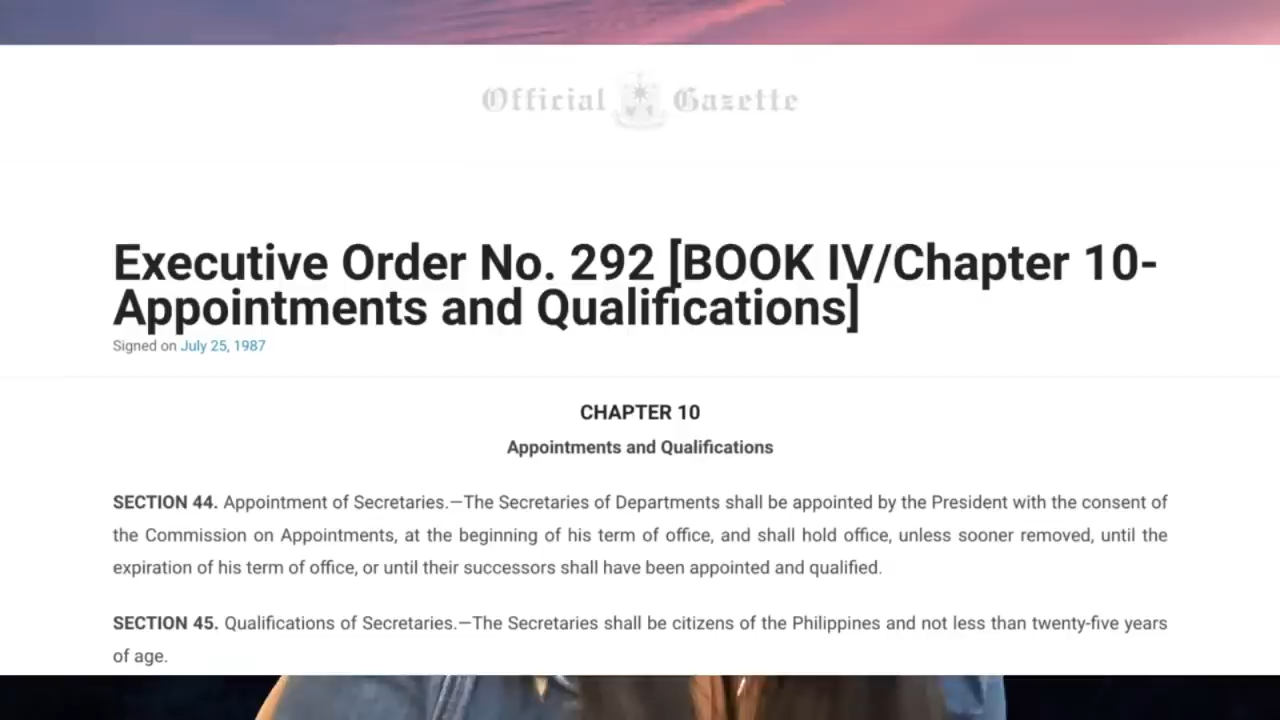 Official Gazette
Executive Order No. 292 [BOOK IV/Chapter 10-
Appointments and Qualifications]
Signed on July 25, 1987
CHAPTER 10
Appointments and Qualifications
SECTION 44. Appointment of Secretaries.—The Secretaries of Departments shall be appointed by the President with the consent of
the Commission on Appointments, at the beginning of his term of office, and shall hold office, unless sooner removed, until the
expiration of his term of office, or until their successors shall have been appointed and qualified.
SECTION 45. Qualifications of Secretaries.—The Secretaries shall be citizens of the Philippines and not less than twenty-five years
of age.